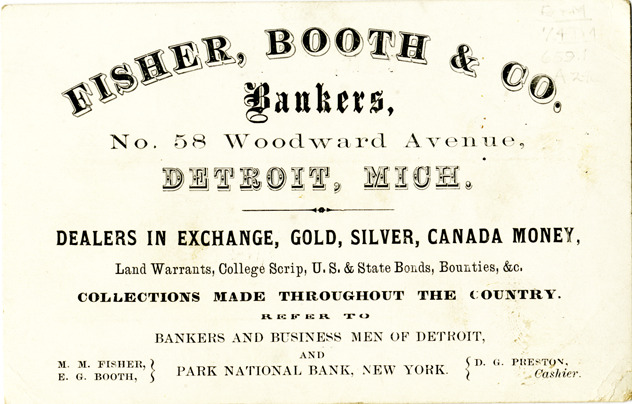 FISHER, BOOTH & CO.
Bankers,
No. 58 Woodward Avenue,
DETROIT, MICH.
DEALERS IN EXCHANGE, GOLD, SILVER, CANADA MONEY,
Land Warrants, College Scrip, U. S. & State Bonds, Bounties, &c.
COLLECTIONS MADE THROUGHOUT THE COUNTRY.
REFER TO
BANKERS AND BUSINESS MEN OF DETROIT,
AND
PARK NATIONAL BANK, NEW YORK.
M. M. FISHER,
E. G. BOOTH,
D. G. PRESTON,
Cashier.